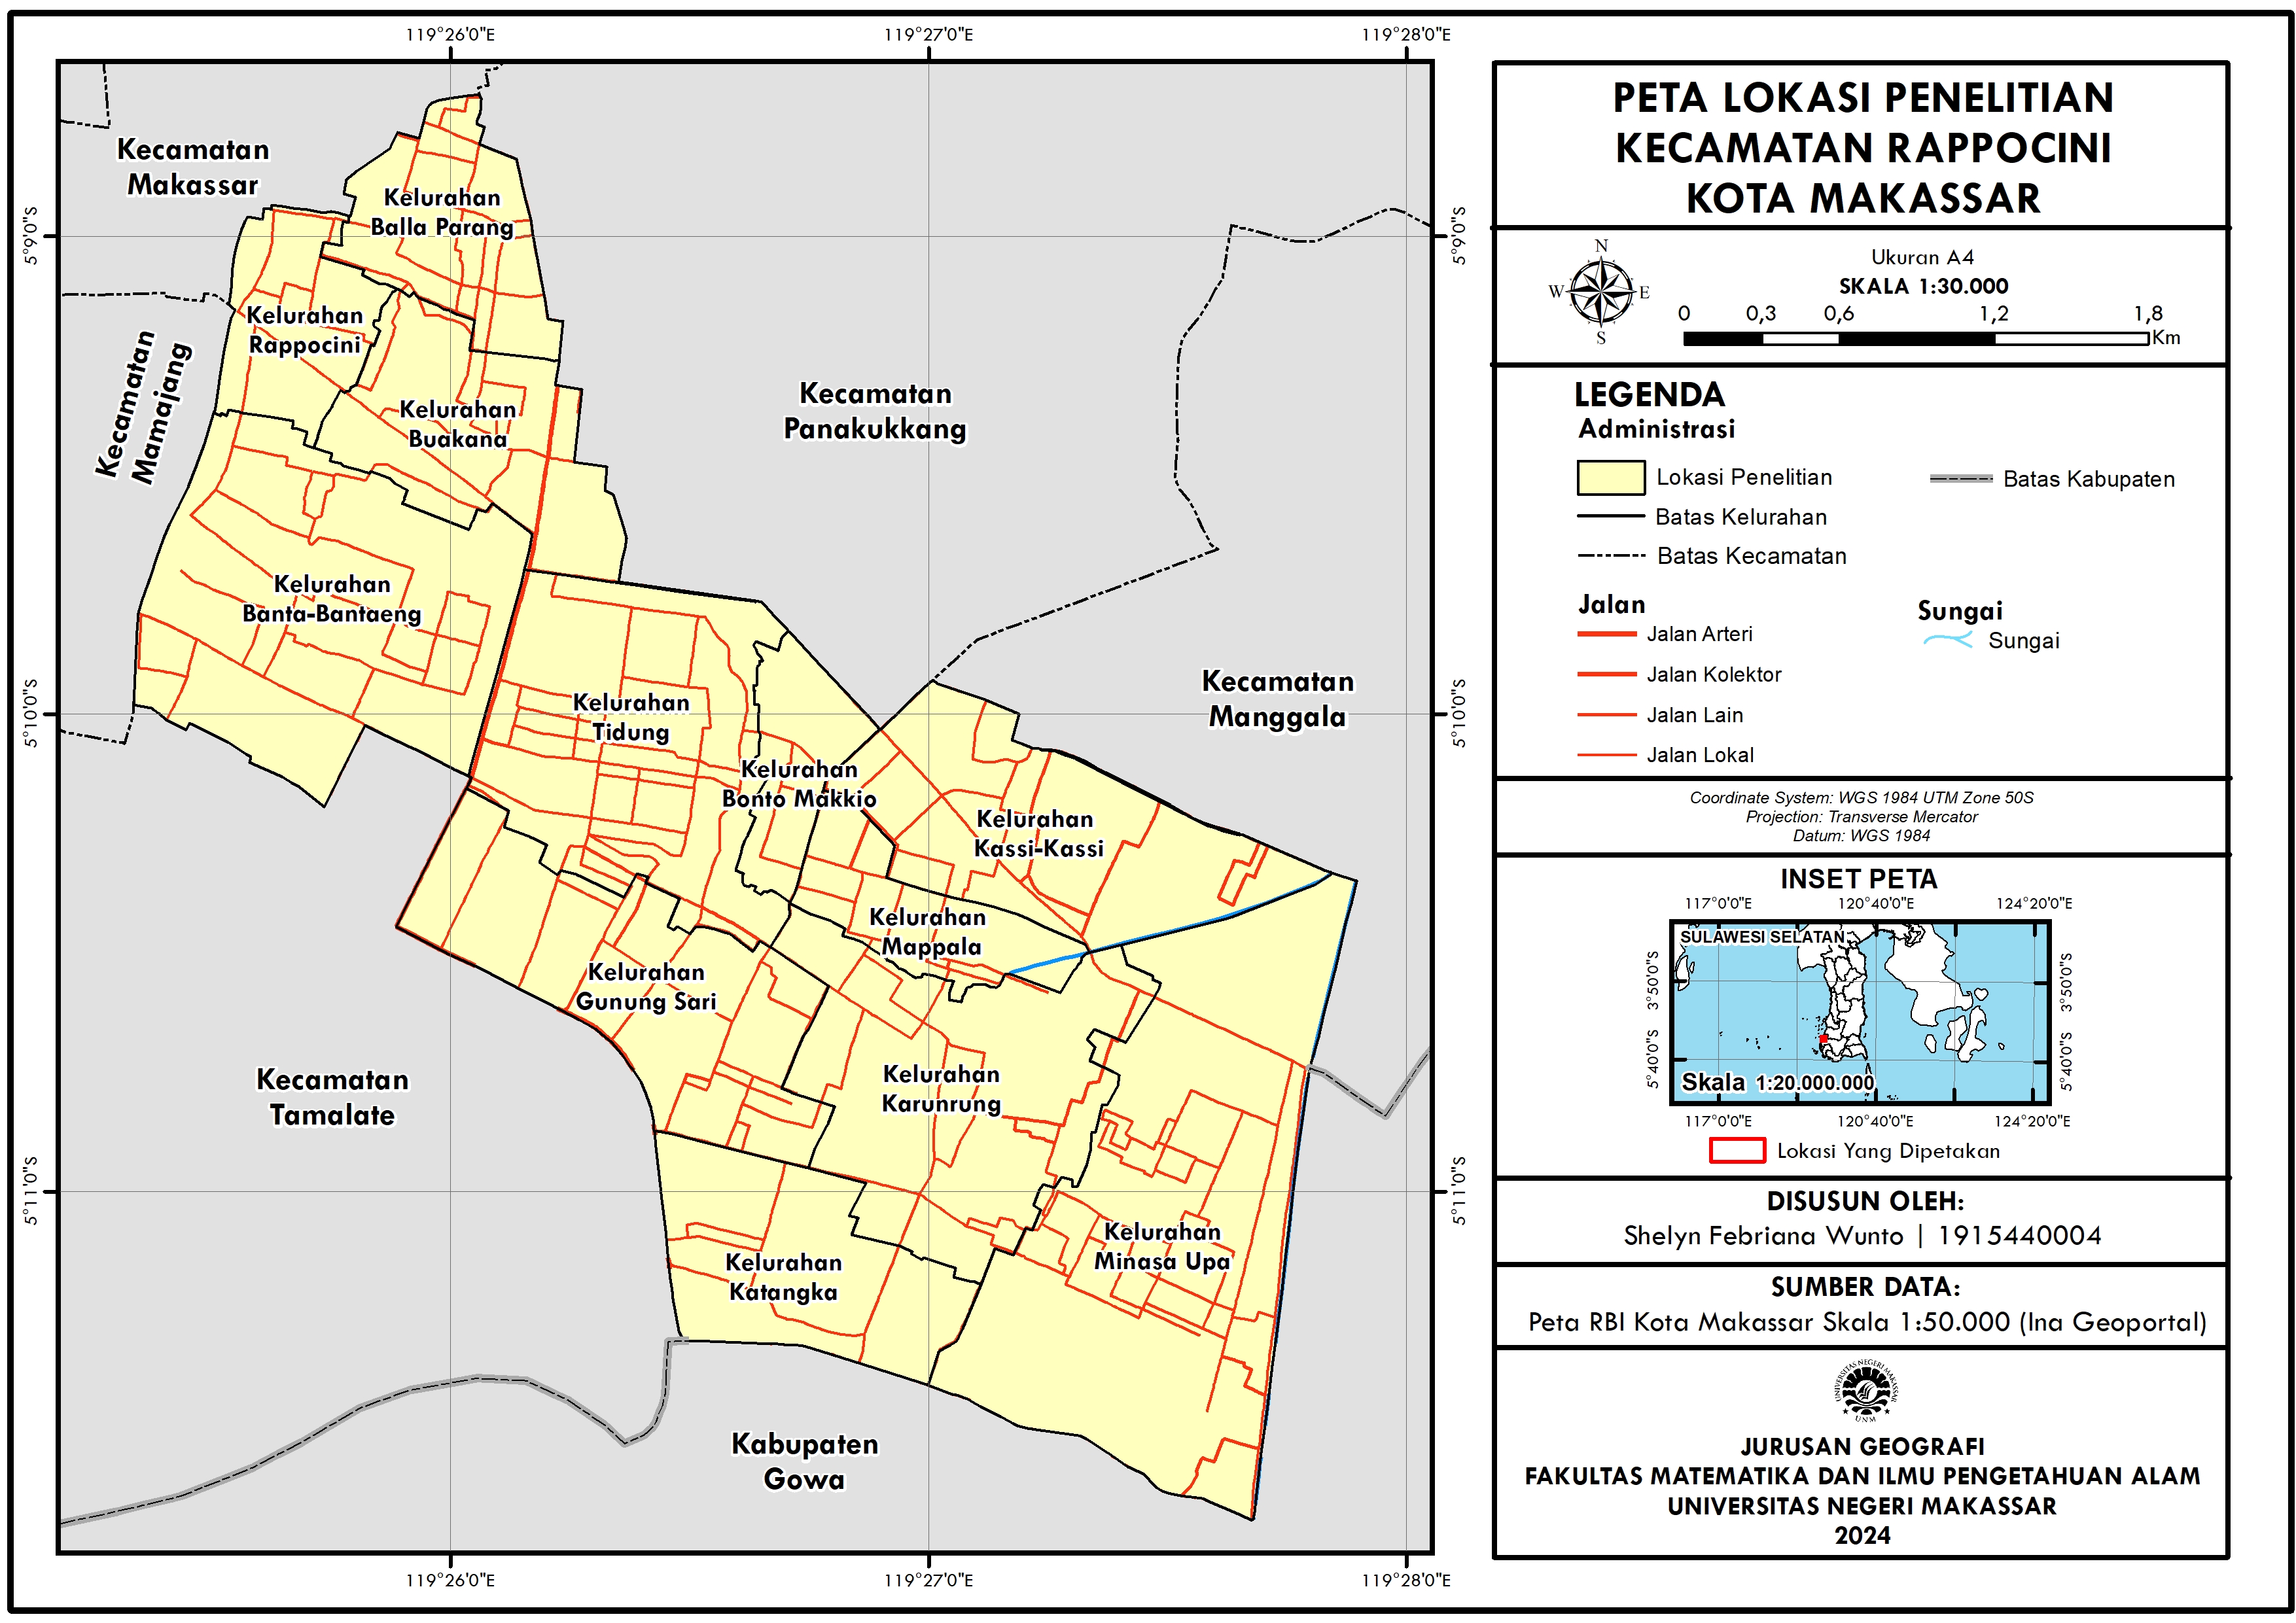 119°26'0"E
119°27'0"E
119°28'0"E
5°9'0"S
5°10'0"S
5°11'0"S
5°9'0"S
5°10'0"S
5°11'0"S
119°26'0"E
119°27'0"E
119°28'0"E
Kecamatan
Makassar
Kelurahan
Balla Parang
Kelurahan
Rappocini
Kecamatan
Mamajang
Kecamatan
Panakukkang
Kelurahan
Buakana
Kelurahan
Banta-Bantaeng
Kecamatan
Manggala
Kelurahan
Tidung
Kelurahan
Bonto Makkio
Kelurahan
Kassi-Kassi
Kelurahan
Mappala
Kelurahan
Gunung Sari
Kecamatan
Tamalate
Kelurahan
Karunrung
Kelurahan
Minasa Upa
Kelurahan
Katangka
Kabupaten
Gowa
PETA LOKASI PENELITIAN
KECAMATAN RAPPOCINI
KOTA MAKASSAR
N
W
E
S
Ukuran A4
SKALA 1:30.000
0 0,3 0,6 1,2 1,8
Km
LEGENDA
Administrasi
Lokasi Penelitian
Batas Kabupaten
Batas Kelurahan
Batas Kecamatan
Jalan
Jalan Arteri
Jalan Kolektor
Jalan Lain
Jalan Lokal
Sungai
Sungai
Coordinate System: WGS 1984 UTM Zone 50S
Projection: Transverse Mercator
Datum: WGS 1984
INSET PETA
117°0'0"E 120°40'0"E 124°20'0"E
SULAWESI SELATAN
3°50'0"S
5°40'0"S
3°50'0"S
5°40'0"S
Skala 1:20.000.000
117°0'0"E 120°40'0"E 124°20'0"E
Lokasi Yang Dipetakan
DISUSUN OLEH:
Shelyn Febriana Wunto | 1915440004
SUMBER DATA:
Peta RBI Kota Makassar Skala 1:50.000 (Ina Geoportal)
UNIVERSITAS NEGERI MAKASSAR
UNM
JURUSAN GEOGRAFI
FAKULTAS MATEMATIKA DAN ILMU PENGETAHUAN ALAM
UNIVERSITAS NEGERI MAKASSAR
2024